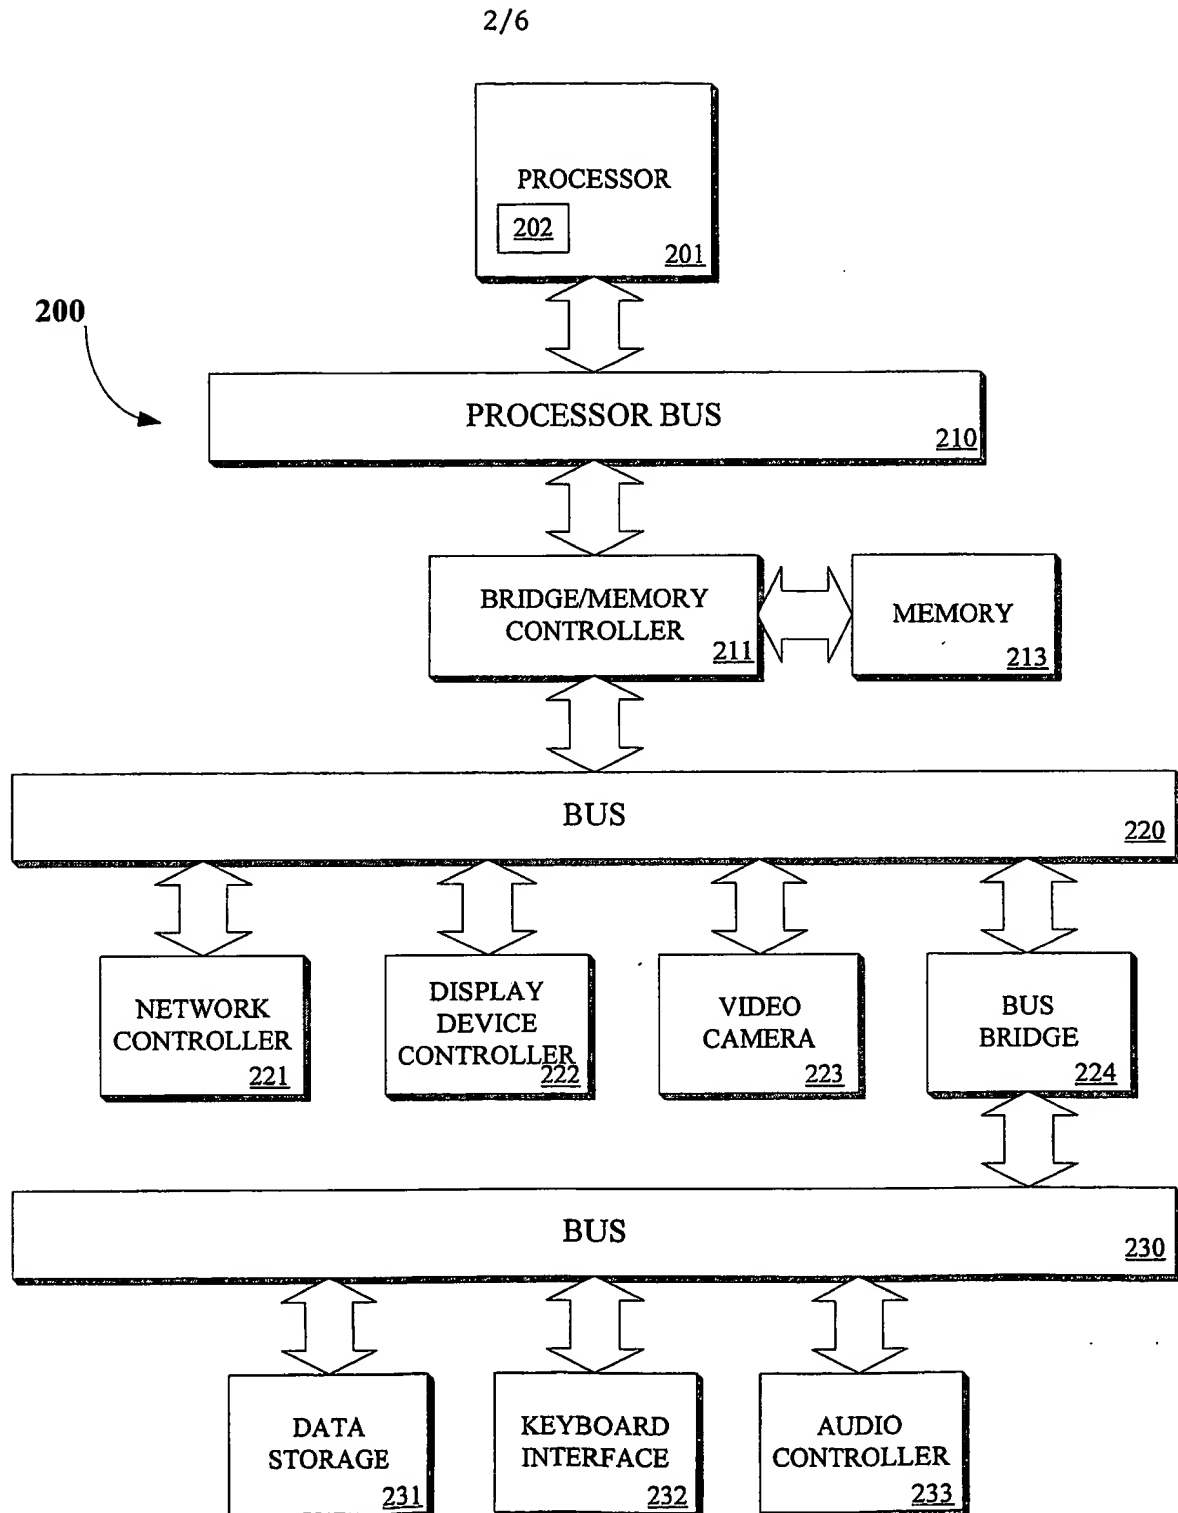 2/6
PROCESSOR
202
201
200
PROCESSOR BUS
210
BRIDGE/MEMORY
CONTROLLER
211
MEMORY
213
BUS
220
NETWORK
CONTROLLER
221
DISPLAY
DEVICE
CONTROLLER
222
VIDEO
CAMERA
223
BUS
BRIDGE
224
BUS
230
DATA
STORAGE
231
KEYBOARD
INTERFACE
232
AUDIO
CONTROLLER
233